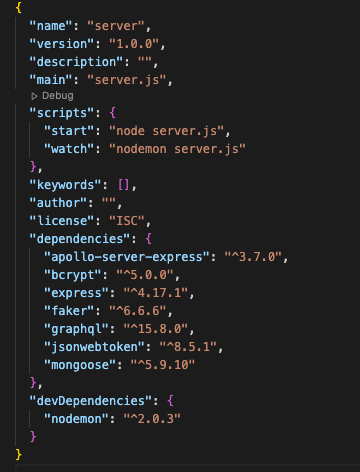 {
"name": "server",
"version": "1.0.0",
"description": "",
"main": "server.js",
Debug
"scripts": {
"start": "node server.js",
"watch": "nodemon server.js"
},
"keywords": [],
"author": "",
"license": "ISC",
"dependencies": {
"apollo-server-express": "^3.7.0",
"bcrypt": "^5.0.0",
"express": "^4.17.1",
"faker": "^6.6.6",
"graphql": "^15.8.0",
"jsonwebtoken": "^8.5.1",
"mongoose": "^5.9.10"
},
"devDependencies": {
"nodemon": "^2.0.3"
}
}